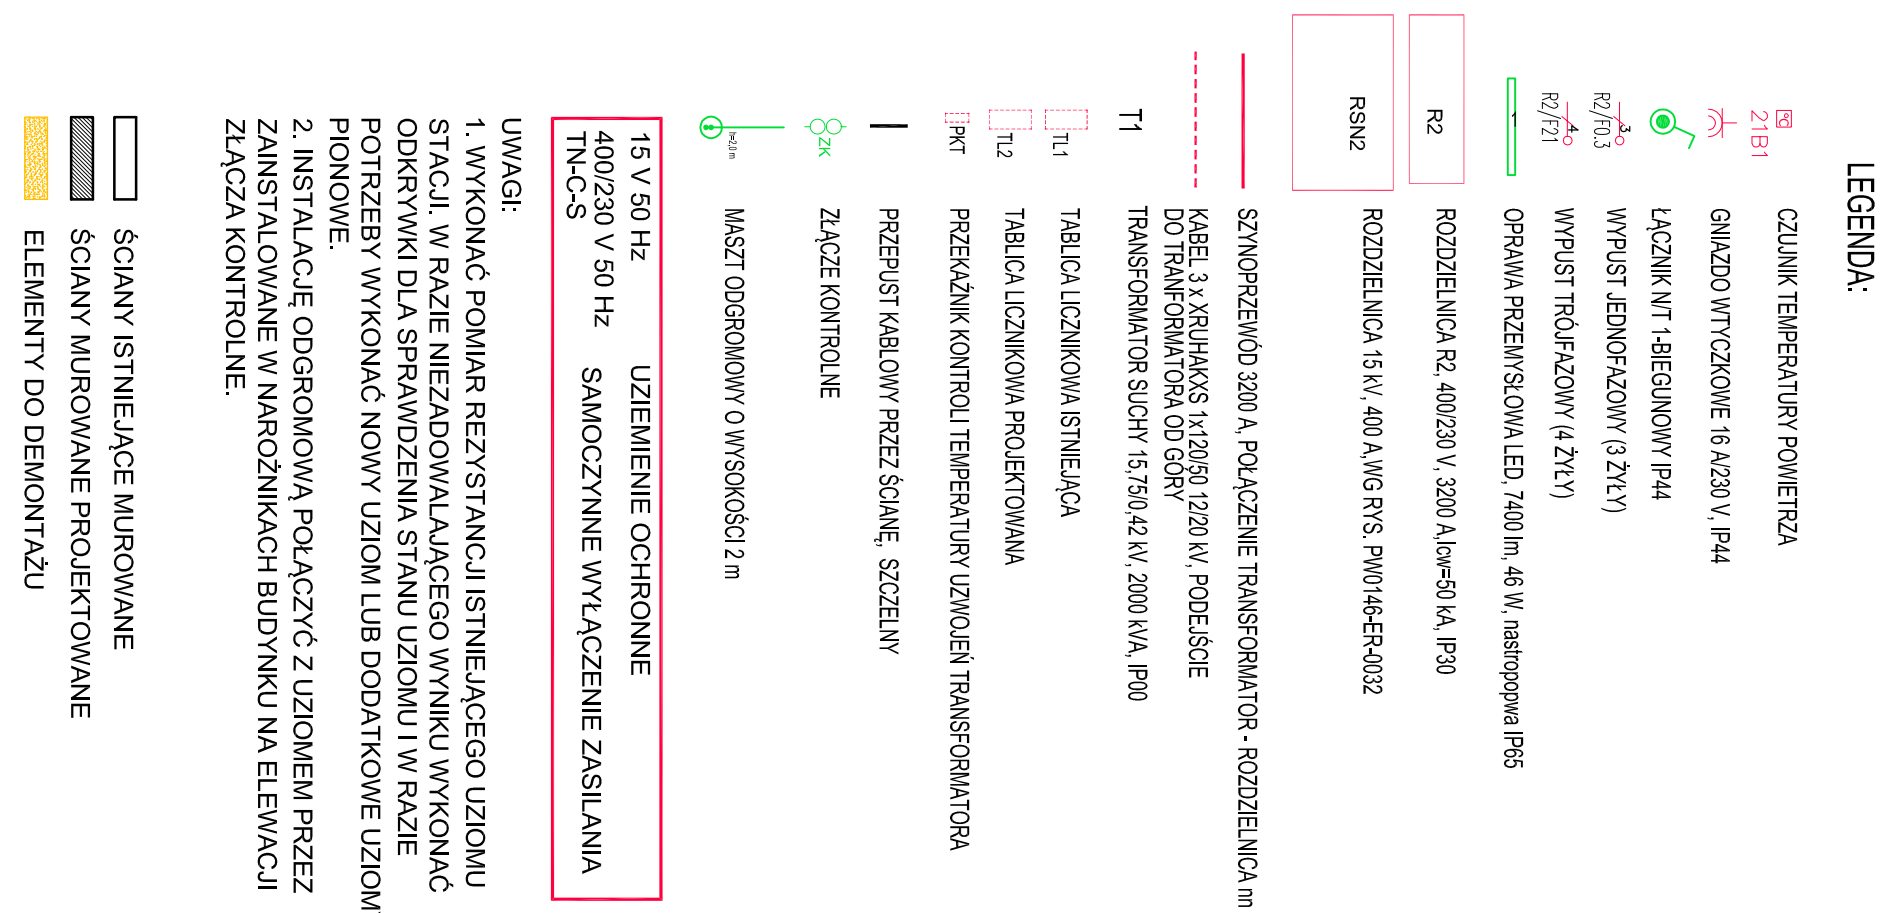 LEGENDA:
°C
21B1
CZUJNIK TEMPERATURY POWIETRZA
GNIAZDO WTYCZKOWE 16 A/230 V, IP44
ŁĄCZNIK N/T 1-BIEGUNOWY IP44
3
R2/F0.3
WYPUST JEDNOFAZOWY (3 ŻYŁY)
4
R2/F21
WYPUST TRÓJFAZOWY (4 ŻYŁY)
OPRAWA PRZEMYSŁOWA LED, 7400 lm, 46 W, nastropopwa IP65
R2
ROZDZIELNICA R2, 400/230 V, 3200 A,Icw=50 kA, IP30
RSN2
ROZDZIELNICA 15 kV, 400 A,WG RYS. PW0146-ER-0032
SZYNOPRZEWÓD 3200 A, POŁĄCZENIE TRANSFORMATOR - ROZDZIELNICA nn
KABEL 3 x XRUHAKXS 1x120/50 12/20 kV, PODEJŚCIE
DO TRANFORMATORA OD GÓRY
T1
TRANSFORMATOR SUCHY 15,75/0,42 kV, 2000 kVA, IP00
TL1
TABLICA LICZNIKOWA ISTNIEJĄCA
TL2
TABLICA LICZNIKOWA PROJEKTOWANA
PKT
PRZEKAŹNIK KONTROLI TEMPERATURY UZWOJEŃ TRANSFORMATORA
PRZEPUST KABLOWY PRZEZ ŚCIANĘ, SZCZELNY
ZK
ZŁĄCZE KONTROLNE
h=2,0 m
MASZT ODGROMOWY O WYSOKOŚCI 2 m
15 V 50 Hz UZIEMIENIE OCHRONNE
400/230 V 50 Hz SAMOCZYNNE WYŁĄCZENIE ZASILANIA
TN-C-S
UWAGI:
1. WYKONAĆ POMIAR REZYSTANCJI ISTNIEJĄCEGO UZIOMU
STACJI. W RAZIE NIEZADOWALAJĄCEGO WYNIKU WYKONAĆ
ODKRYWKI DLA SPRAWDZENIA STANU UZIOMU I W RAZIE
POTRZEBY WYKONAĆ NOWY UZIOM LUB DODATKOWE UZIOM
PIONOWE.
2. INSTALACJĘ ODGROMOWĄ POŁĄCZYĆ Z UZIOMEM PRZEZ
ZAINSTALOWANE W NAROŻNIKACH BUDYNKU NA ELEWACJI
ZŁĄCZA KONTROLNE.
ŚCIANY ISTNIEJĄCE MUROWANE
ŚCIANY MUROWANE PROJEKTOWANE
ELEMENTY DO DEMONTAŻU